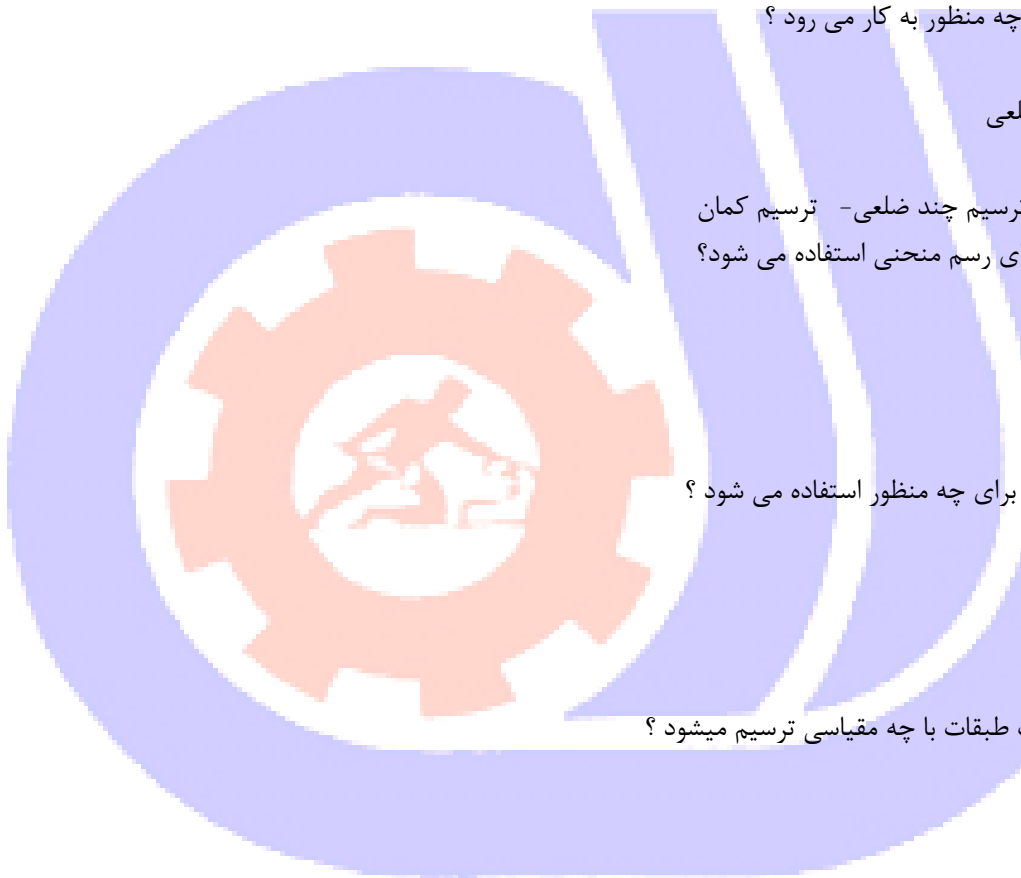 چه منظور به کار می رود ؟
ترسیم چند ضلعی- ترسیم کمان
رسم منحنی استفاده می شود؟
برای چه منظور استفاده می شود ؟
طبقات با چه مقیاسی ترسیم میشود ؟